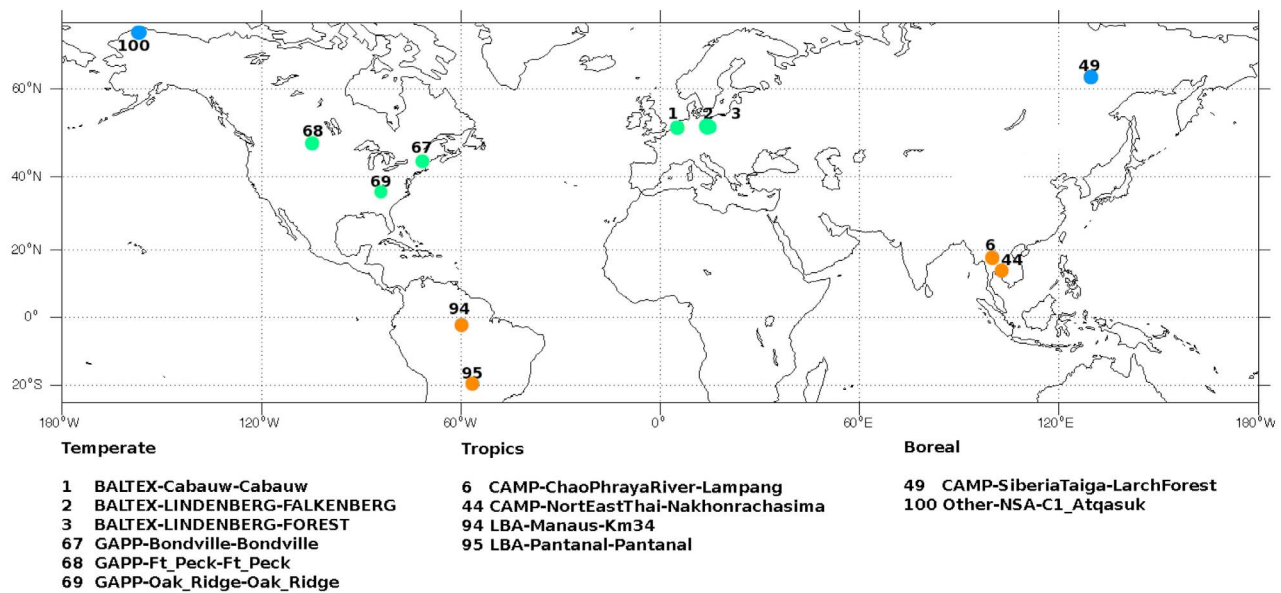 100
49
60°N
1 2 3
68
67
40°N
69
20°N
6
44
94
0°
95
20°S
180°W 120°W 60°W 0° 60°E 120°E 180°W
Temperate
1 BALTEX-Cabauw-Cabauw
2 BALTEX-LINDENBERG-FALKENBERG
3 BALTEX-LINDENBERG-FOREST
67 GAPP-Bondville-Bondville
68 GAPP-Ft_Peck-Ft_Peck
69 GAPP-Oak_Ridge-Oak_Ridge
Tropics
6 CAMP-ChaoPhrayaRiver-Lampang
44 CAMP-NortEastThai-Nakhonrachasima
94 LBA-Manaus-Km34
95 LBA-Pantanal-Pantanal
Boreal
49 CAMP-SiberiaTaiga-LarchForest
100 Other-NSA-C1_Atqasuk